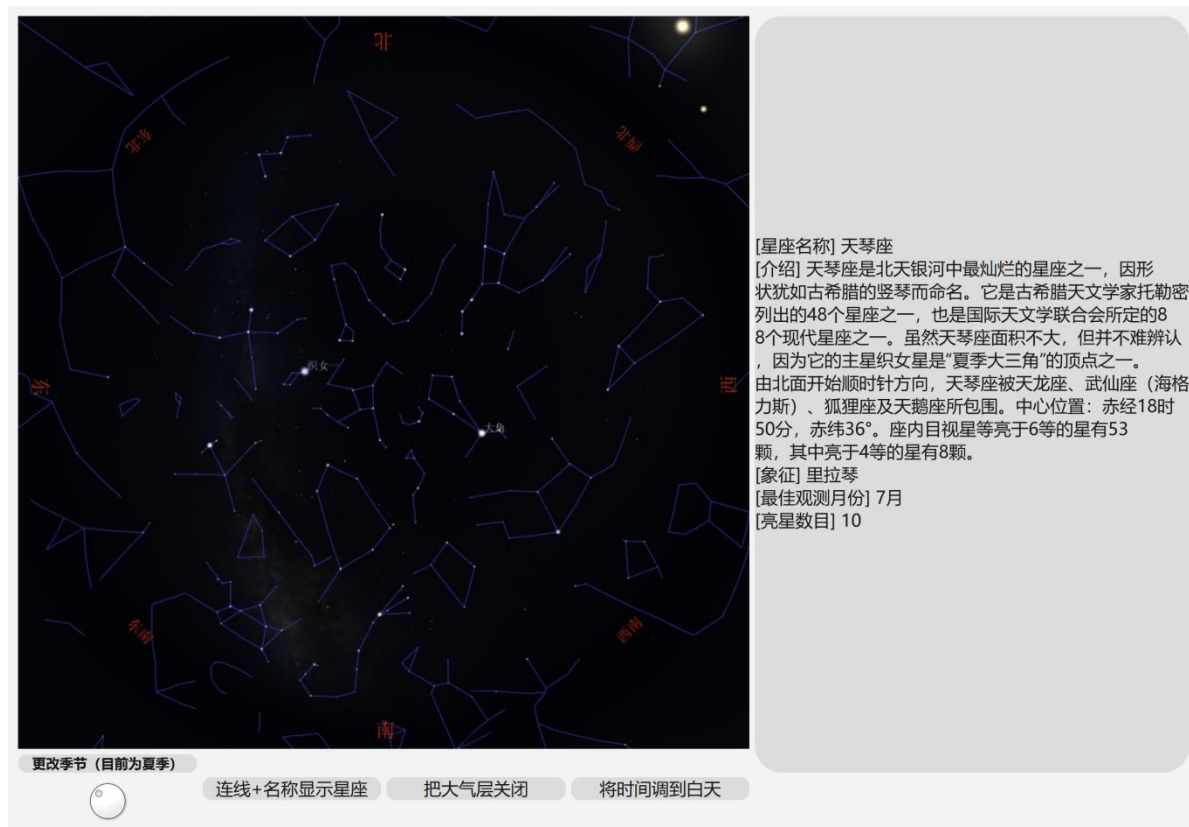 北
东北
西北
织女一
东
西
大角
东南
西南
南
[星座名称] 天琴座
[介绍] 天琴座是北天银河中最灿烂的星座之一，因形
状犹如古希腊的竖琴而命名。它是古希腊天文学家托勒密
列出的48个星座之一，也是国际天文学联合会所定的8
8个现代星座之一。虽然天琴座面积不大，但并不难辨认
，因为它的主星织女星是“夏季大三角”的顶点之一。
由北面开始顺时针方向，天琴座被天龙座、武仙座（海格
力斯）、狐狸座及天鹅座所包围。中心位置：赤经18时
50分，赤纬36°。座内目视星等亮于6等的星有53
颗，其中亮于4等的星有8颗。
[象征] 里拉琴
[最佳观测月份] 7月
[亮星数目] 10
更改季节（目前为夏季）
连线+名称显示星座
把大气层关闭
将时间调到白天